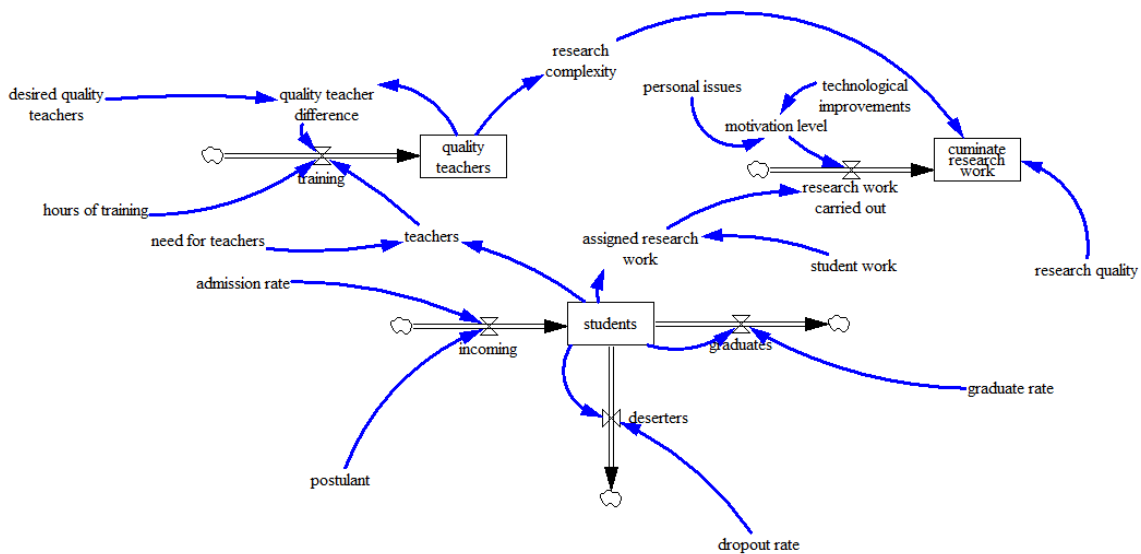 research
complexity
technological
improvements
personal issues
desired quality
teachers
quality teacher
difference
motivation level
quality
teachers
cuminate
research
work
training
research work
carried out
hours of training
need for teachers
teachers
assigned research
work
student work
research quality
admission rate
students
incoming
graduates
graduate rate
deserters
postulant
dropout rate